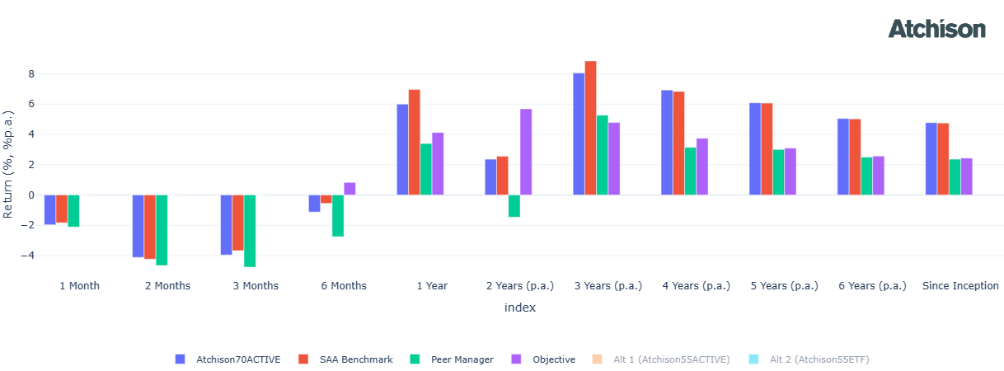 Atchison
Return (%, %p.a.)
8
6
4
2
0
−2
−4
1 Month
2 Months
3 Months
6 Months
1 Year
2 Years (p.a.)
3 Years (p.a.)
4 Years (p.a.)
5 Years (p.a.)
6 Years (p.a.)
Since Inception
index
Atchison70ACTIVE
SAA Benchmark
Peer Manager
Objective
Alt 1 (Atchison55ACTIVE)
Alt 2 (Atchison55ETF)